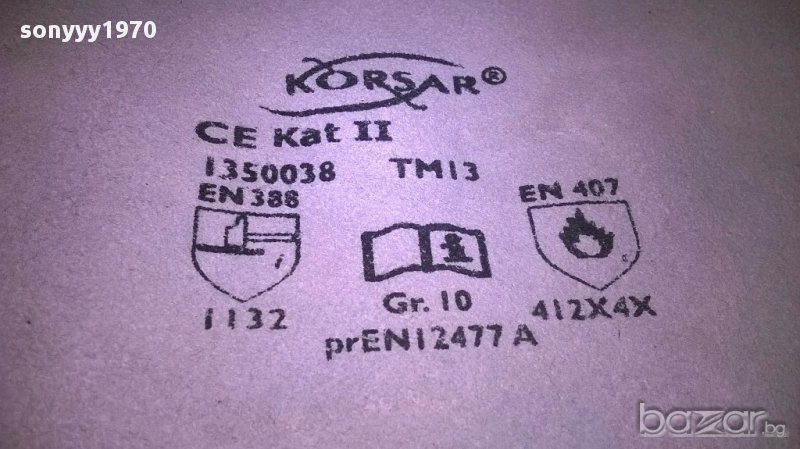 sonyyy1970
KORSAR®
CE Kat II
1350038 TM13
EN 388
EN 407
i
1132
Gr. 10
412X4X
prEN12477 A
bazar.bg